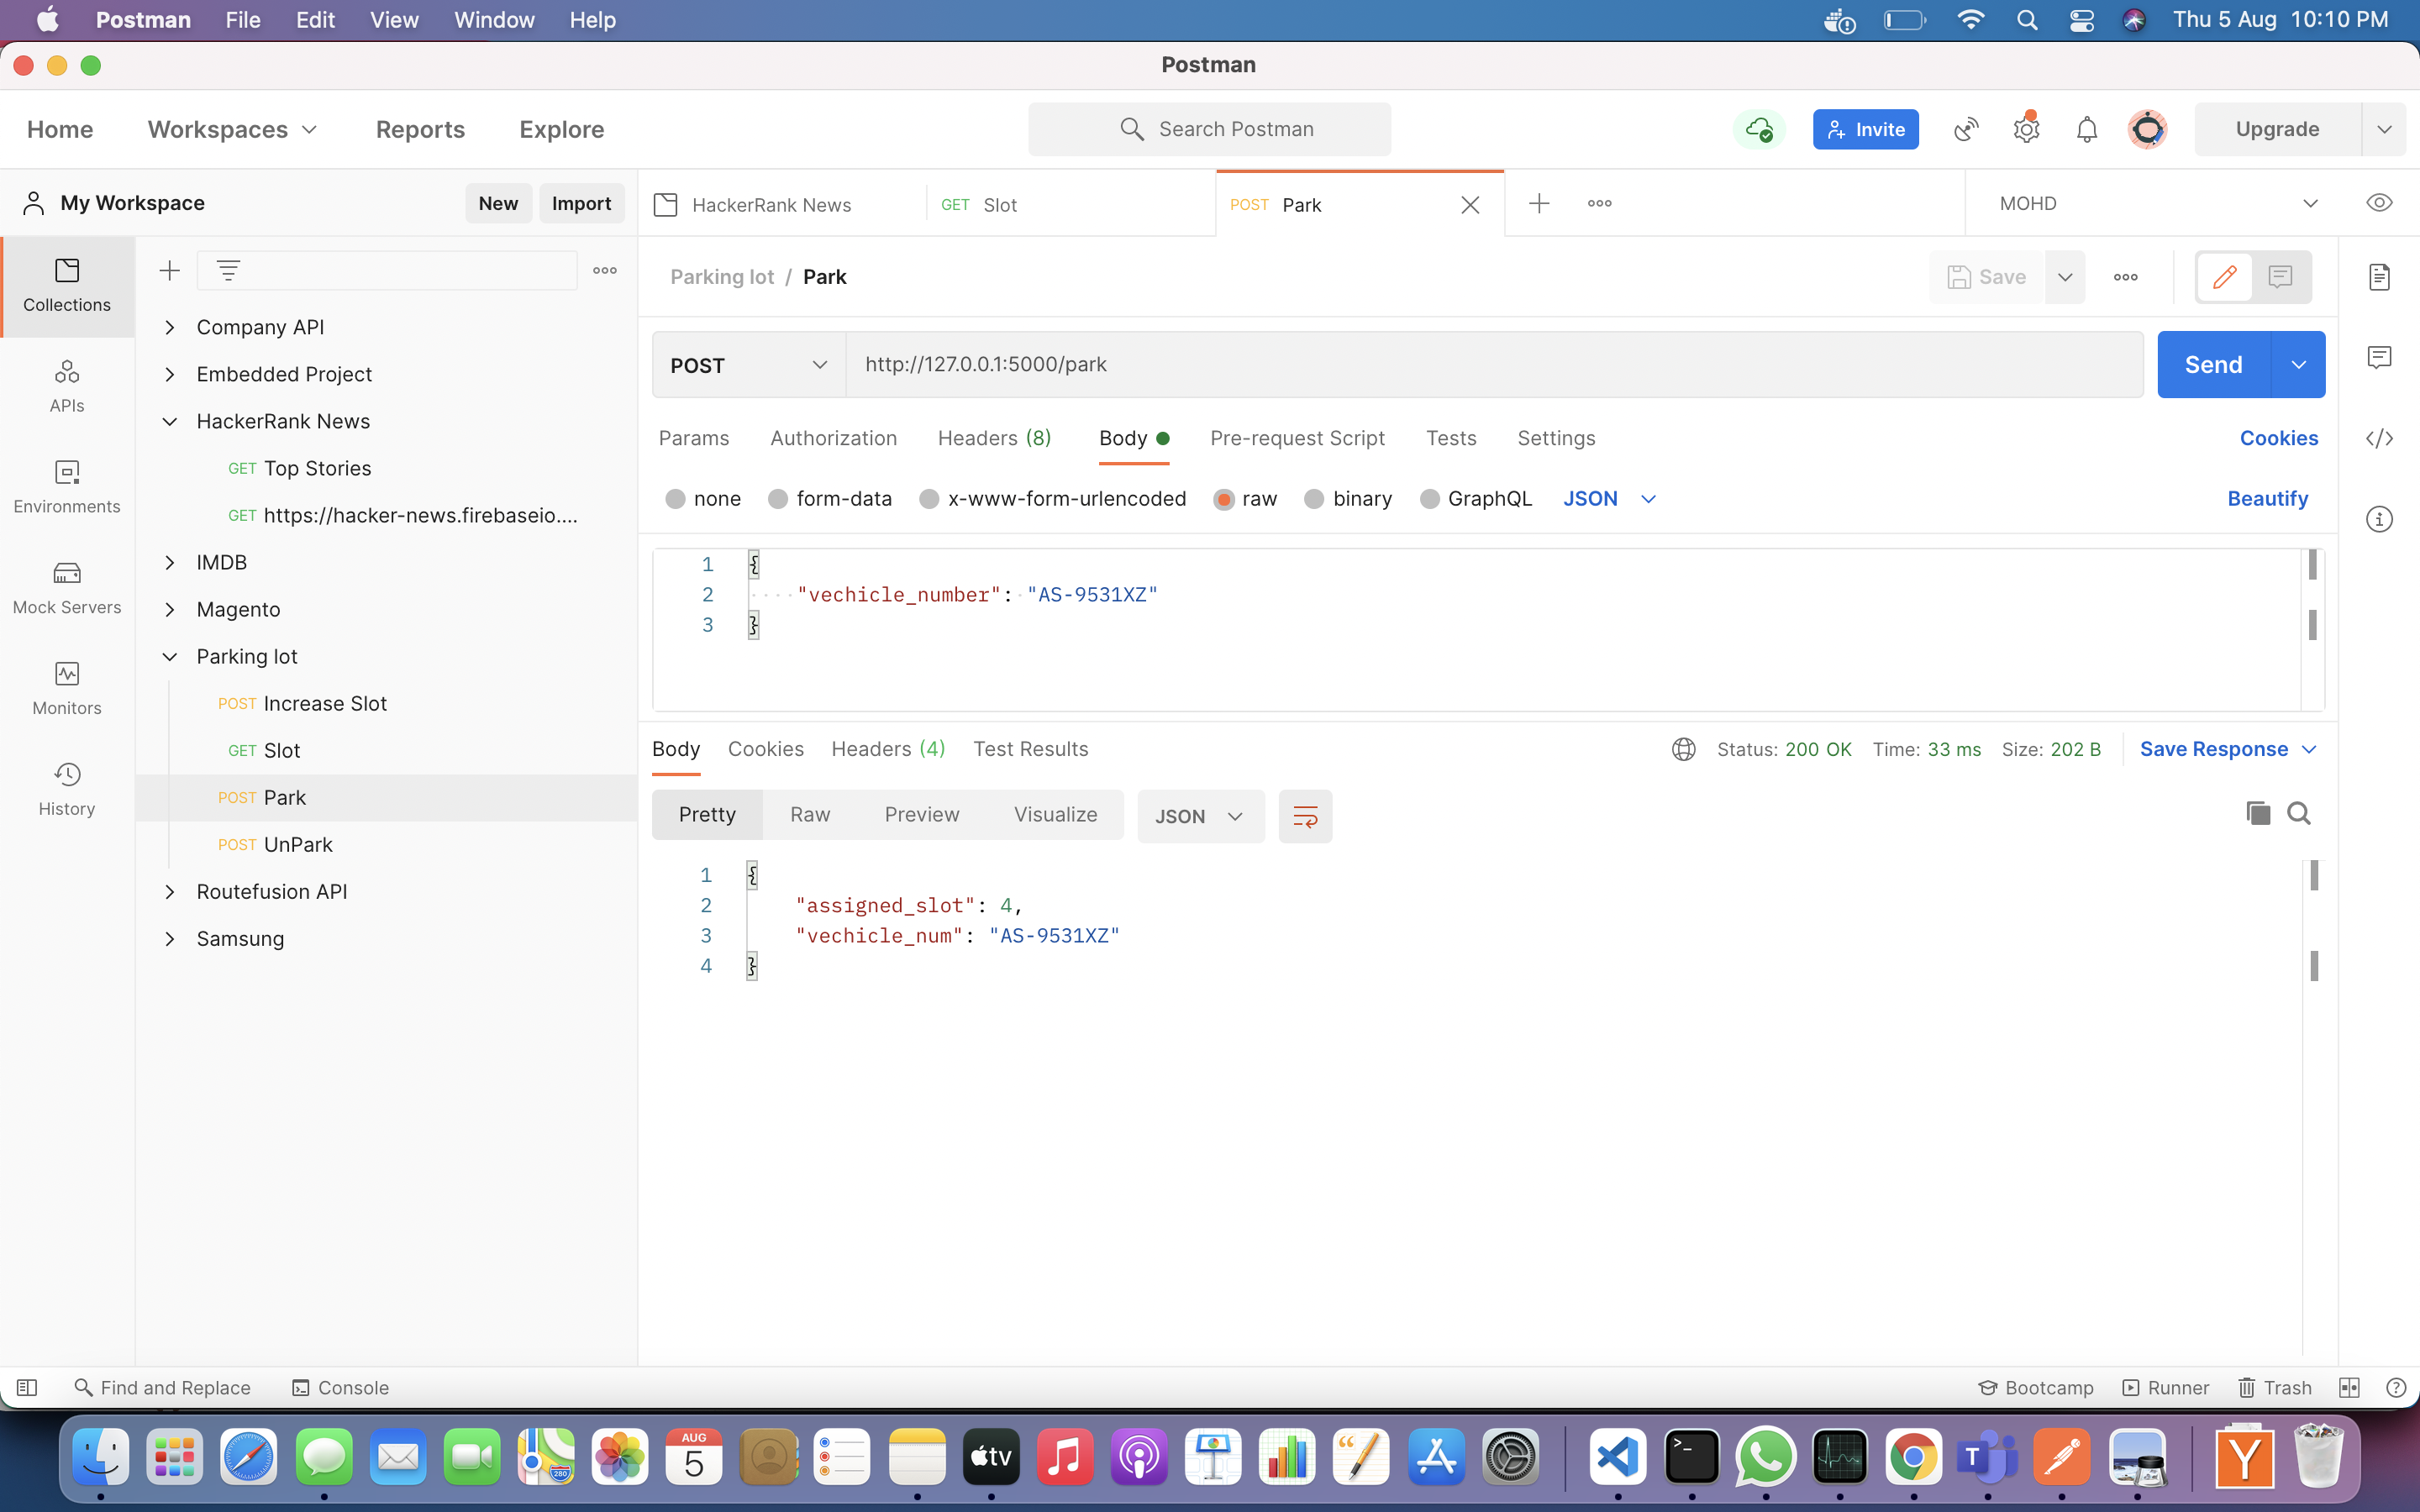 Postman File Edit View Window Help Thu 5 Aug 10:10 PM
Postman
Home Workspaces Reports Explore Search Postman Invite Upgrade
My Workspace New Import HackerRank News GET Slot POST Park MOHD
Collections
APIs
Environments
Mock Servers
Monitors
History
Company API
Embedded Project
HackerRank News
GET Top Stories
GET https://hacker-news.firebaseio....
IMDB
Magento
Parking lot
POST Increase Slot
GET Slot
POST Park
POST UnPark
Routefusion API
Samsung
Parking lot / Park Save
POST http://127.0.0.1:5000/park Send
Params Authorization Headers (8) Body Pre-request Script Tests Settings Cookies
none form-data x-www-form-urlencoded raw binary GraphQL JSON Beautify
1 {
2 "vechicle_number": "AS-9531XZ"
3 }
Body Cookies Headers (4) Test Results Status: 200 OK Time: 33 ms Size: 202 B Save Response
Pretty Raw Preview Visualize JSON
1 {
2 "assigned_slot": 4,
3 "vechicle_num": "AS-9531XZ"
4 }
Find and Replace Console Bootcamp Runner Trash
AUG
5
tv
280
T
Y